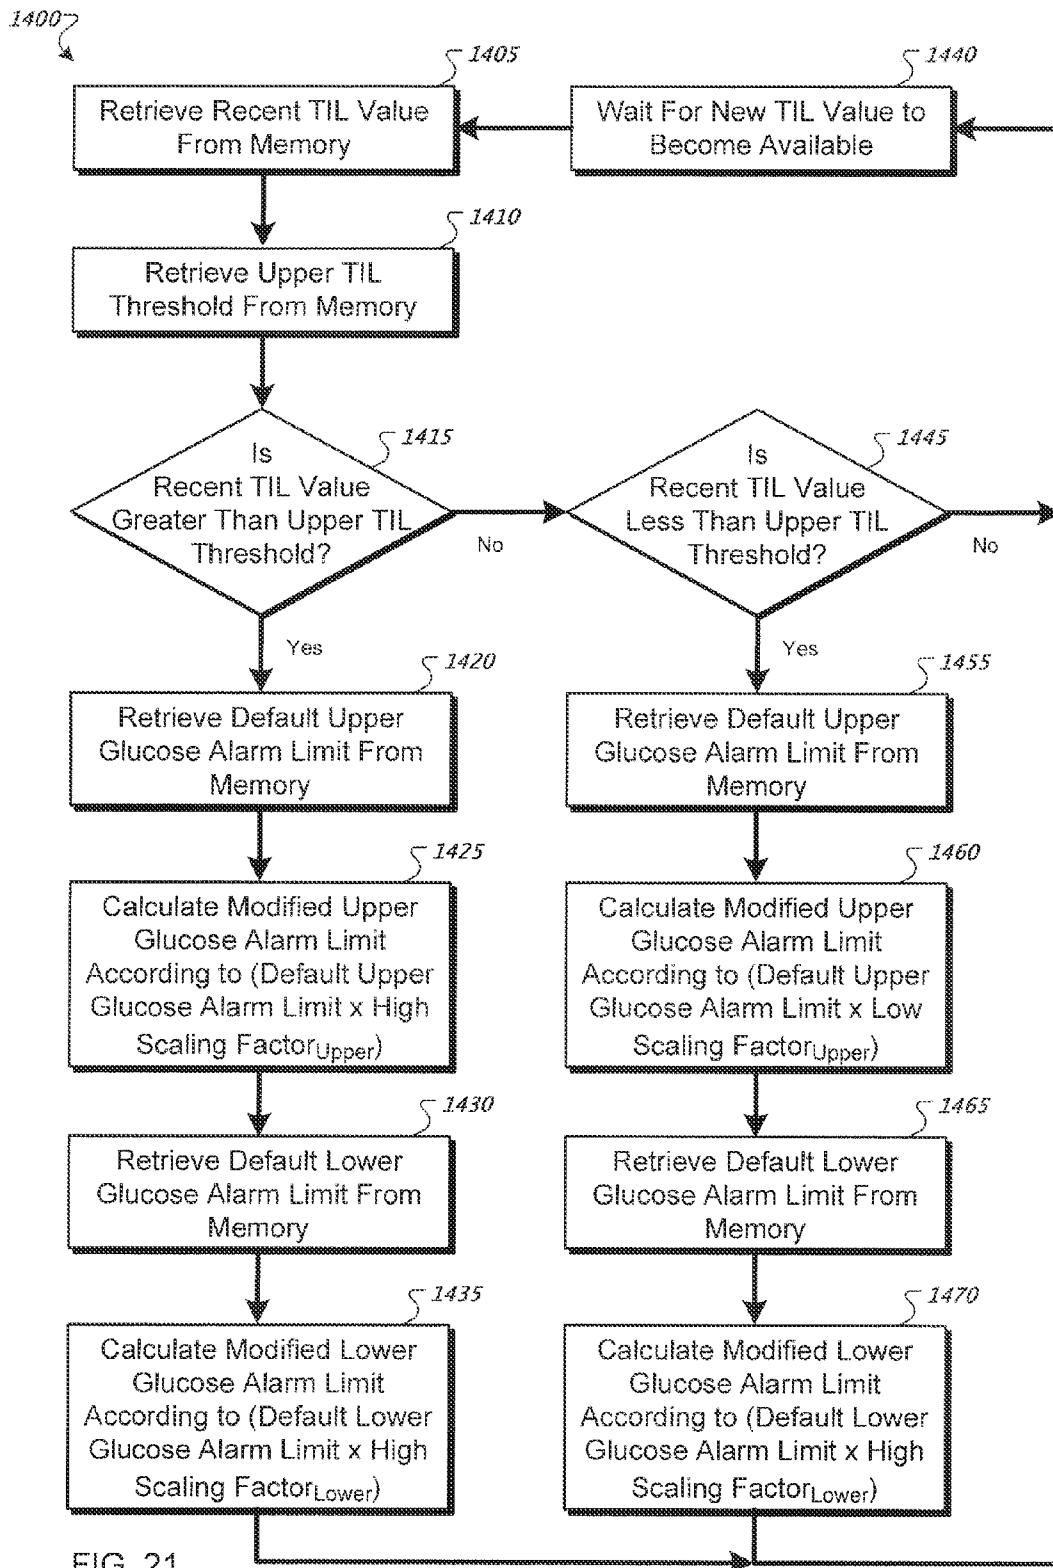 1400
1405
Retrieve Recent TIL Value
From Memory
1440
Wait For New TIL Value to
Become Available
1410
Retrieve Upper TIL
Threshold From Memory
1415
Is
Recent TIL Value
Greater Than Upper TIL
Threshold?
No
Yes
1445
Is
Recent TIL Value
Less Than Upper TIL
Threshold?
No
Yes
1420
Retrieve Default Upper
Glucose Alarm Limit From
Memory
1455
Retrieve Default Upper
Glucose Alarm Limit From
Memory
1425
Calculate Modified Upper
Glucose Alarm Limit
According to (Default Upper
Glucose Alarm Limit x High
Scaling FactorUpper)
1460
Calculate Modified Upper
Glucose Alarm Limit
According to (Default Upper
Glucose Alarm Limit x Low
Scaling FactorUpper)
1430
Retrieve Default Lower
Glucose Alarm Limit From
Memory
1465
Retrieve Default Lower
Glucose Alarm Limit From
Memory
1435
Calculate Modified Lower
Glucose Alarm Limit
According to (Default Lower
Glucose Alarm Limit x High
Scaling FactorLower)
1470
Calculate Modified Lower
Glucose Alarm Limit
According to (Default Lower
Glucose Alarm Limit x High
Scaling FactorLower)
FIG. 21